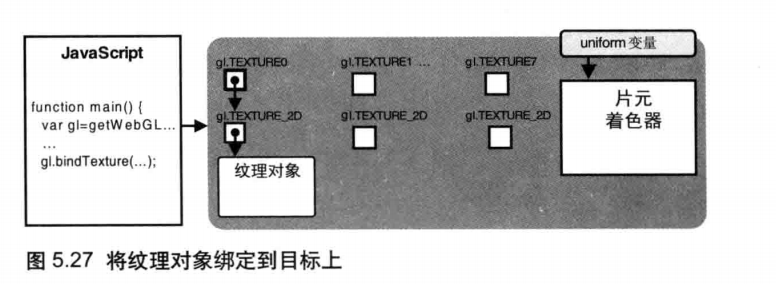 JavaScript
function main() {
var gl=getWebGL...
...
gl.bindTexture(...);
gl.TEXTURE0
gl.TEXTURE1 ...
gl.TEXTURE7
gl.TEXTURE_2D
gl.TEXTURE_2D
gl.TEXTURE_2D
纹理对象
uniform 变量
片元
着色器
图 5.27 将纹理对象绑定到目标上